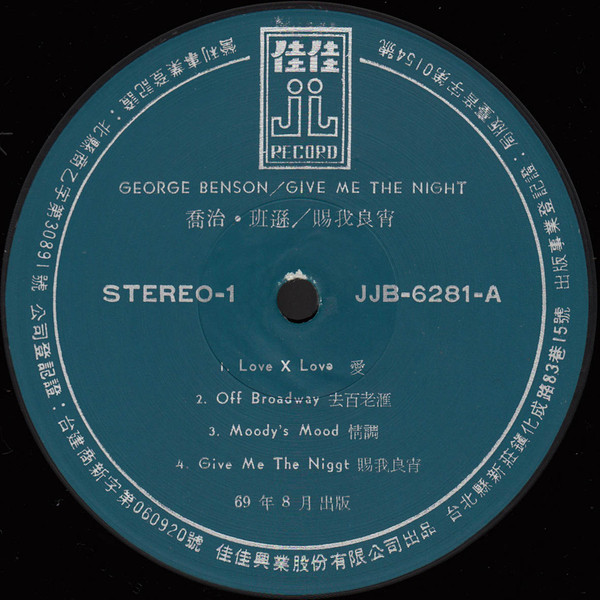 佳佳
JJ
RECORD
GEORGE BENSON/GIVE ME THE NIGHT
喬治・班遜/賜我良宵
STEREO-1
JJB-6281-A
1. Love X Love 愛
2. Off Broadway 去百老滙
3. Moody's Mood 情調
4. Give Me The Niggt 賜我良宵
69年8月出版
營利事業登記證:北縣商乙字第30891號 公司登記證:台建商新字第060920號 佳佳興業股份有限公司出品 台北縣新莊鎮化成路83巷15號 出版事業登記證:局版臺音字第0154號